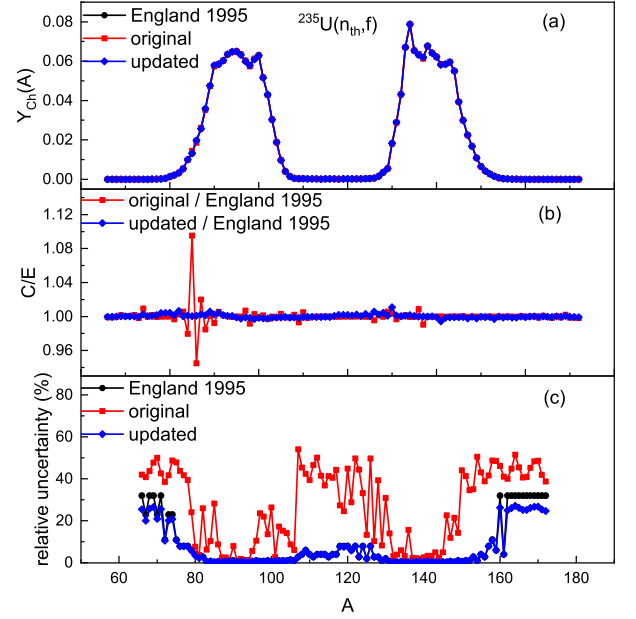 England 1995
original
updated
²³⁵U(nₜₕ,f)
(a)
Y_Ch(A)
0.08
0.06
0.04
0.02
0.00
original / England 1995
updated / England 1995
(b)
C/E
1.12
1.08
1.04
1.00
0.96
England 1995
original
updated
(c)
relative uncertainty (%)
80
60
40
20
0
60 80 100 120 140 160 180
A